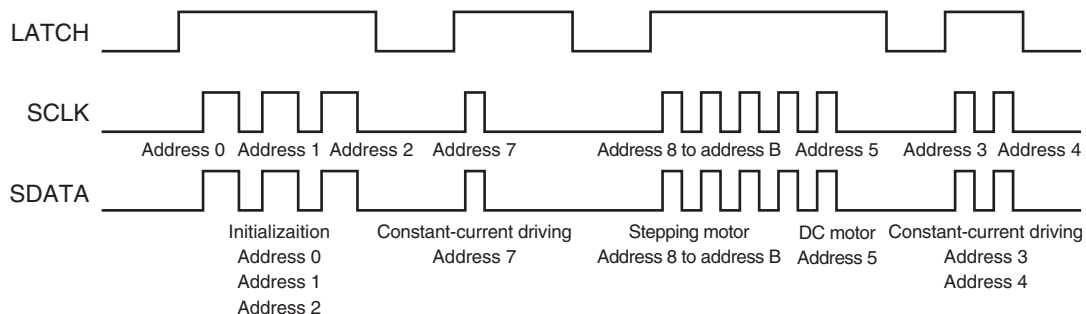 LATCH
SCLK
Address 0 Address 1 Address 2 Address 7 Address 8 to address B Address 5 Address 3 Address 4
SDATA
Initializaition Constant-current driving Stepping motor DC motor Constant-current driving
Address 0 Address 7 Address 8 to address B Address 5 Address 3
Address 1 Address 4
Address 2